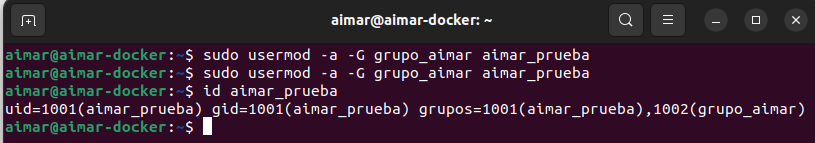 aimar@aimar-docker: ~
aimar@aimar-docker:~$ sudo usermod -a -G grupo_aimar aimar_prueba
aimar@aimar-docker:~$ sudo usermod -a -G grupo_aimar aimar_prueba
aimar@aimar-docker:~$ id aimar_prueba
uid=1001(aimar_prueba) gid=1001(aimar_prueba) grupos=1001(aimar_prueba),1002(grupo_aimar)
aimar@aimar-docker:~$